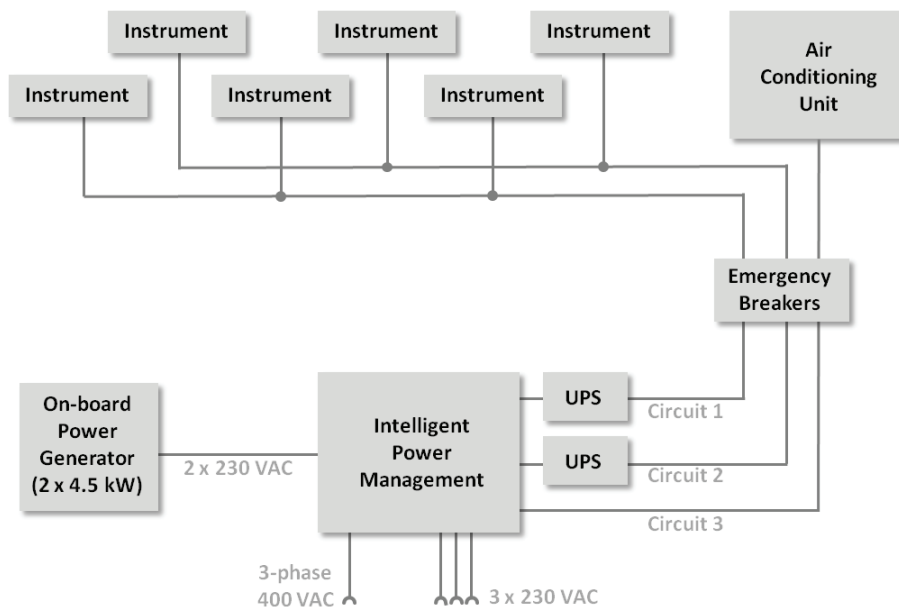 Instrument
Instrument
Instrument
Instrument
Instrument
Instrument
Air
Conditioning
Unit
Emergency
Breakers
On-board
Power
Generator
(2 x 4.5 kW)
2 x 230 VAC
Intelligent
Power
Management
UPS
Circuit 1
UPS
Circuit 2
Circuit 3
3-phase
400 VAC
3 x 230 VAC